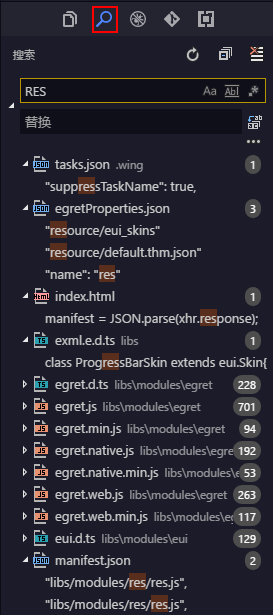 搜索
RES
Aa Abl .*
替换
tasks.json .wing 1
"suppressTaskName": true,
egretProperties.json 3
"resource/eui_skins"
"resource/default.thm.json"
"name": "res"
index.html 1
manifest = JSON.parse(xhr.response);
exml.e.d.ts libs 1
class ProgressBarSkin extends eui.Skin{
egret.d.ts libs\modules\egret 228
egret.js libs\modules\egret 701
egret.min.js libs\modules\egret 94
egret.native.js libs\modules\egret 192
egret.native.min.js libs\modules\egret 53
egret.web.js libs\modules\egret 263
egret.web.min.js libs\modules\egret 117
eui.d.ts libs\modules\eui 129
manifest.json 2
"libs/modules/res/res.js",
"libs/modules/res/res.js",